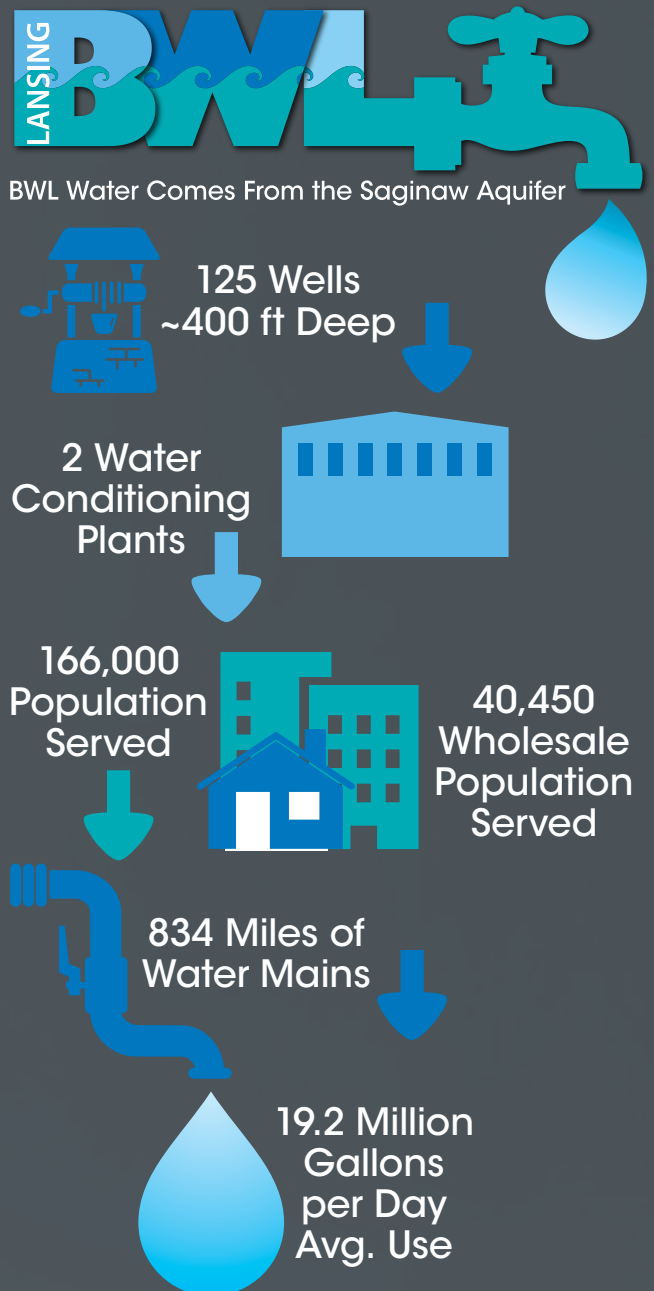 LANSING
BWL
BWL Water Comes From the Saginaw Aquifer
125 Wells
~400 ft Deep
2 Water
Conditioning
Plants
166,000
Population
Served
40,450
Wholesale
Population
Served
834 Miles of
Water Mains
19.2 Million
Gallons
per Day
Avg. Use